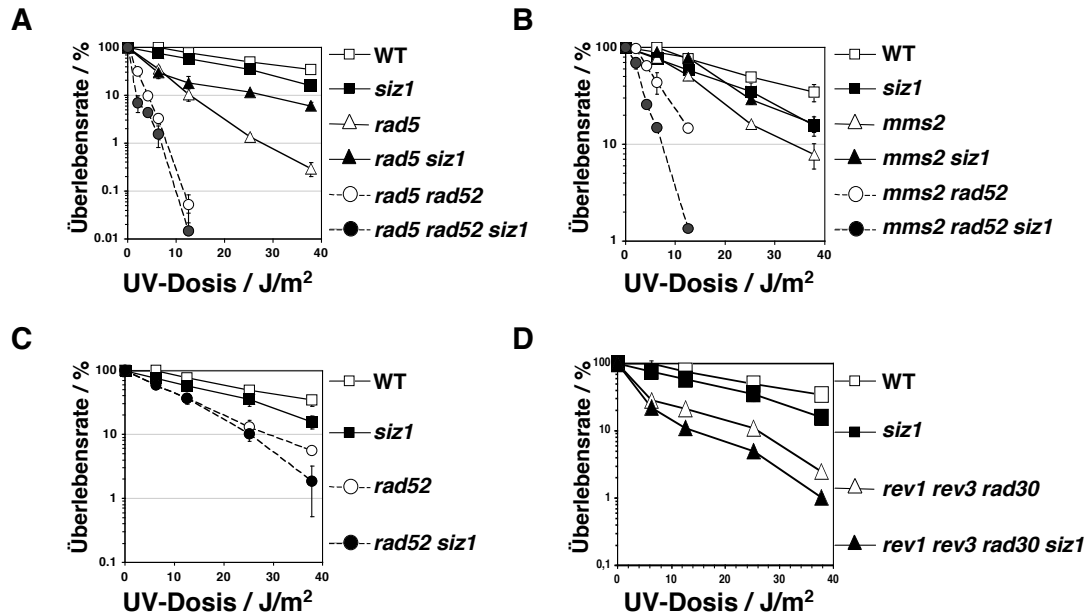 A
Überlebensrate / %
100
10
1
0.1
0.01
0
10
20
30
40
UV-Dosis / J/m²
WT
siz1
rad5
rad5 siz1
rad5 rad52
rad5 rad52 siz1
B
Überlebensrate / %
100
10
1
0
10
20
30
40
UV-Dosis / J/m²
WT
siz1
mms2
mms2 siz1
mms2 rad52
mms2 rad52 siz1
C
Überlebensrate / %
100
10
1
0.1
0
10
20
30
40
UV-Dosis / J/m²
WT
siz1
rad52
rad52 siz1
D
Überlebensrate / %
100
10
1
0,1
0
10
20
30
40
UV-Dosis / J/m²
WT
siz1
rev1 rev3 rad30
rev1 rev3 rad30 siz1